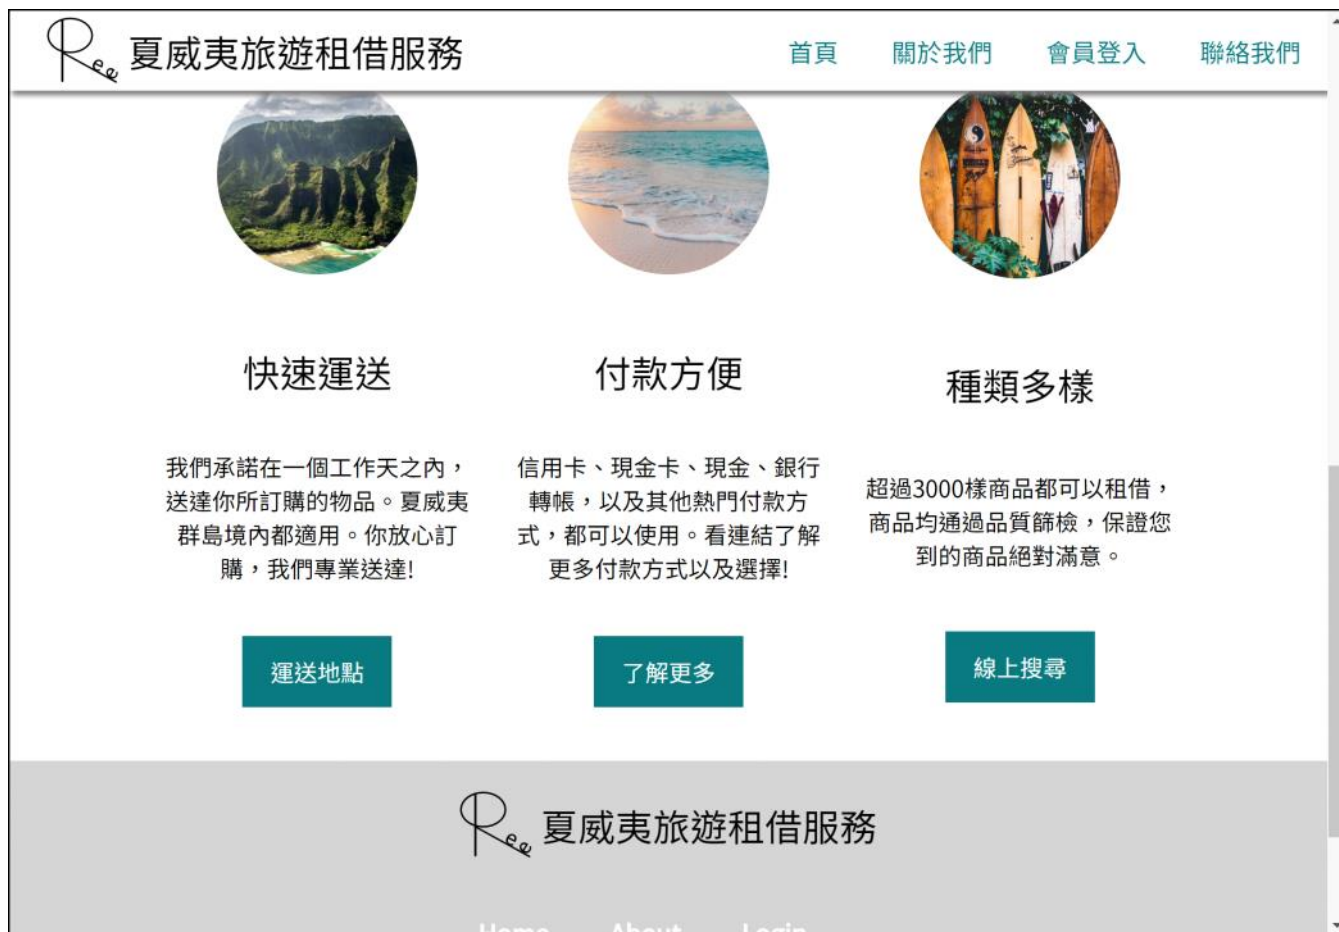 Ree 夏威夷旅遊租借服務
首頁 關於我們 會員登入 聯絡我們
快速運送
我們承諾在一個工作天之內，
送達你所訂購的物品。夏威夷
群島境內都適用。你放心訂
購，我們專業送達!
運送地點
付款方便
信用卡、現金卡、現金、銀行
轉帳，以及其他熱門付款方
式，都可以使用。看連結了解
更多付款方式以及選擇!
了解更多
種類多樣
超過3000樣商品都可以租借，
商品均通過品質篩檢，保證您
到的商品絕對滿意。
線上搜尋
Ree 夏威夷旅遊租借服務
Home About Login